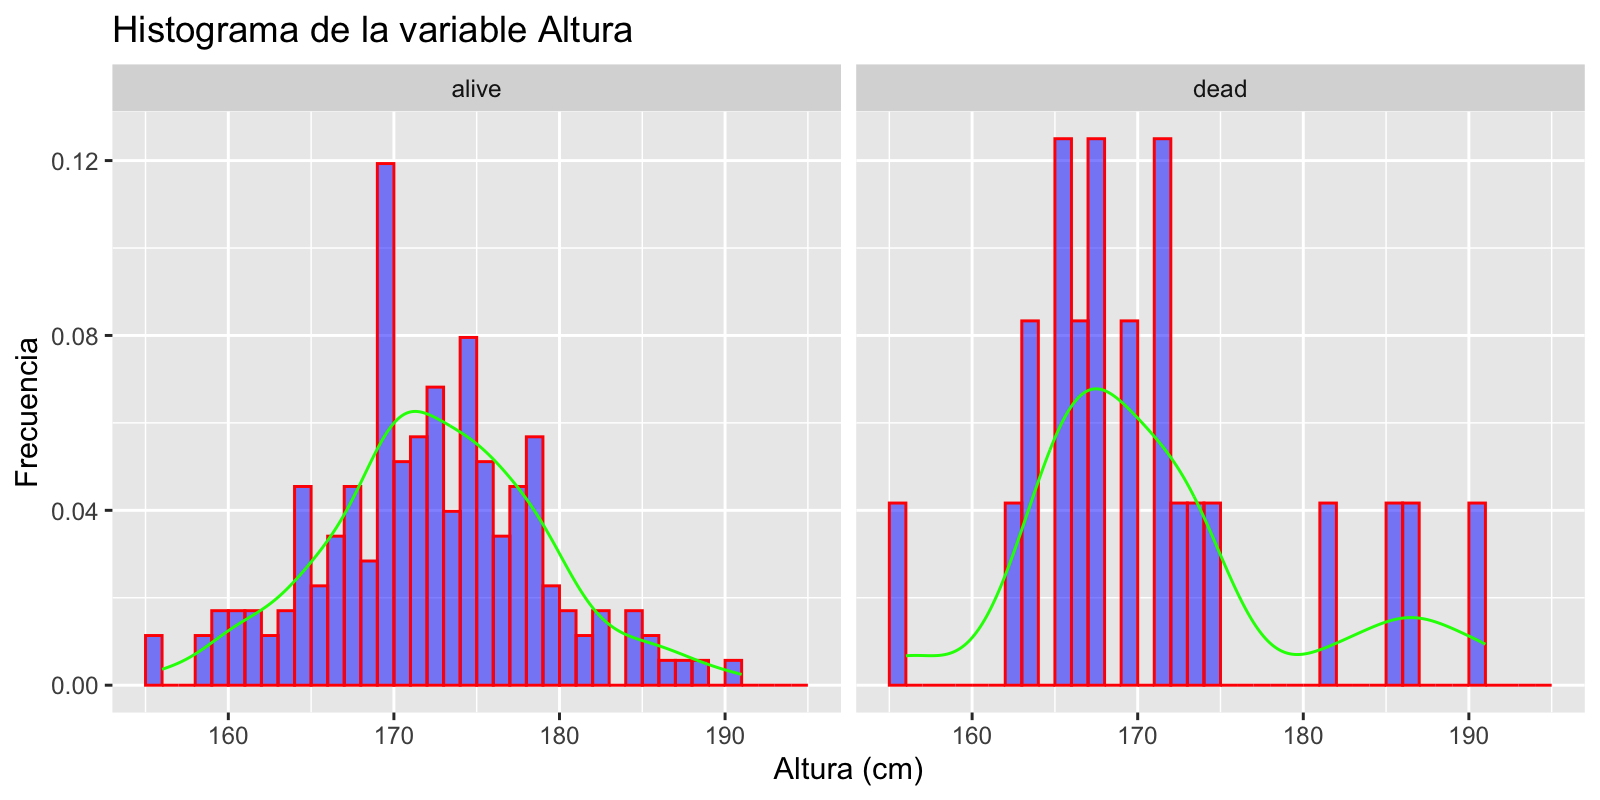 Histograma de la variable Altura
alive
dead
Frecuencia
0.12
0.08
0.04
0.00
160 170 180 190
160 170 180 190
Altura (cm)